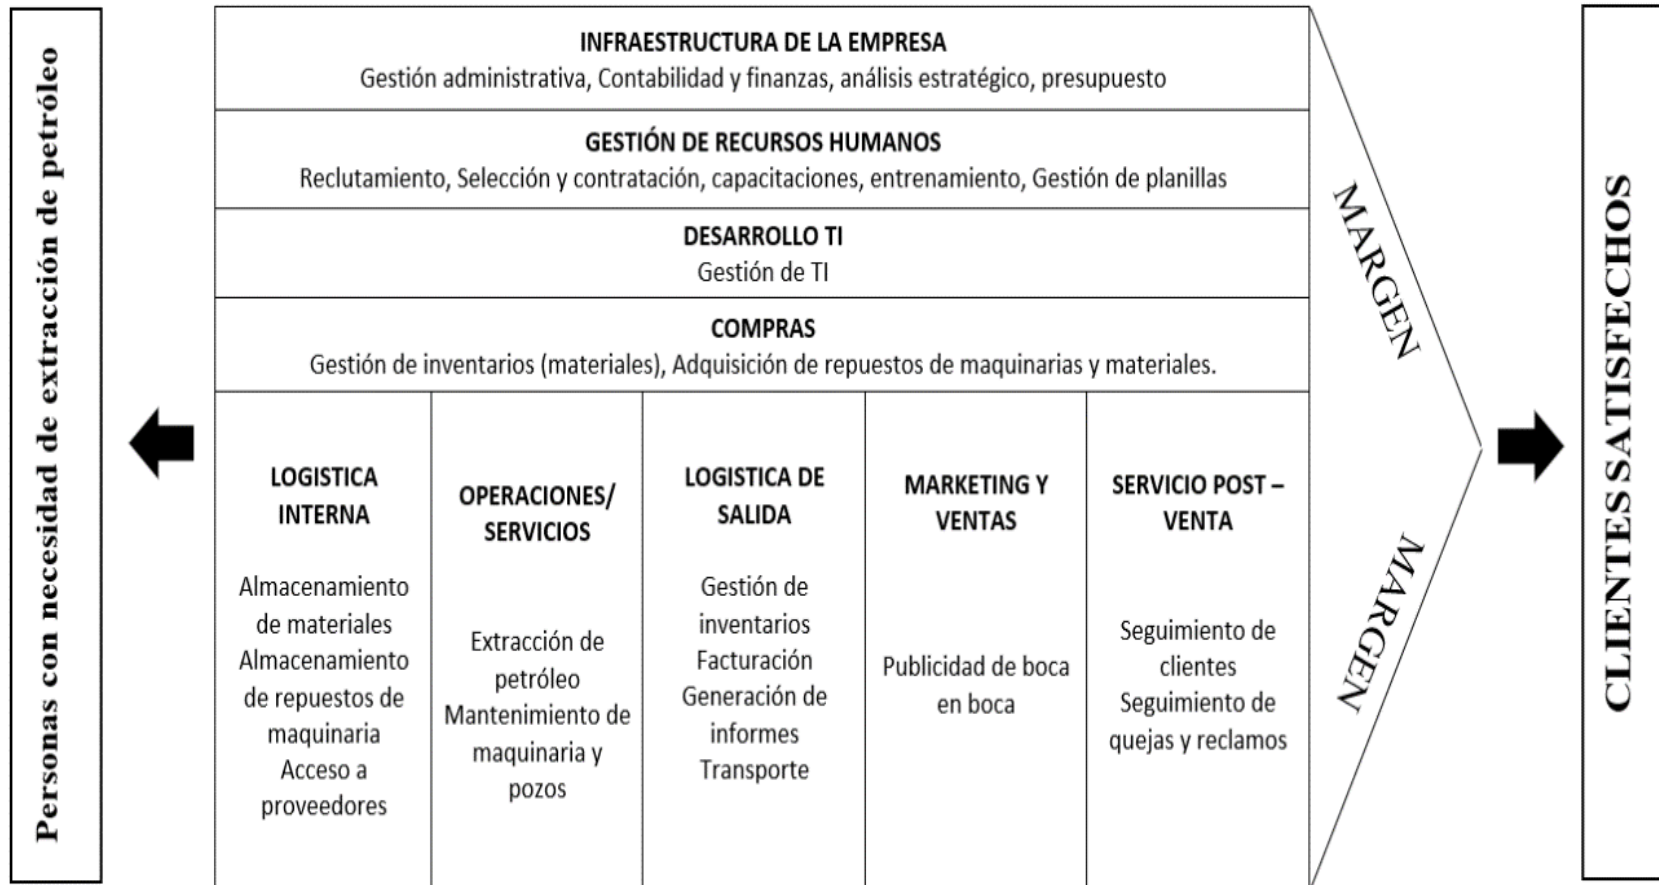 Personas con necesidad de extracción de petróleo
INFRAESTRUCTURA DE LA EMPRESA
Gestión administrativa, Contabilidad y finanzas, análisis estratégico, presupuesto
GESTIÓN DE RECURSOS HUMANOS
Reclutamiento, Selección y contratación, capacitaciones, entrenamiento, Gestión de planillas
DESARROLLO TI
Gestión de TI
COMPRAS
Gestión de inventarios (materiales), Adquisición de repuestos de maquinarias y materiales.
LOGISTICA
INTERNA
Almacenamiento
de materiales
Almacenamiento
de repuestos de
maquinaria
Acceso a
proveedores
OPERACIONES/
SERVICIOS
Extracción de
petróleo
Mantenimiento de
maquinaria y
pozos
LOGISTICA DE
SALIDA
Gestión de
inventarios
Facturación
Generación de
informes
Transporte
MARKETING Y
VENTAS
Publicidad de boca
en boca
SERVICIO POST –
VENTA
Seguimiento de
clientes
Seguimiento de
quejas y reclamos
MARGEN
MARGEN
CLIENTES SATISFECHOS